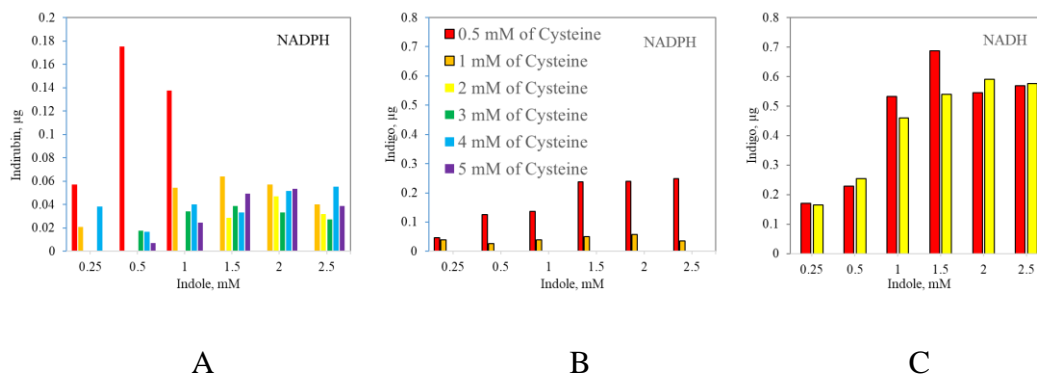 0.2
0.18
0.16
0.14
0.12
0.1
0.08
0.06
0.04
0.02
0
Indirubin, µg
NADPH
0.25 0.5 1 1.5 2 2.5
Indole, mM
A
0.8
0.7
0.6
0.5
0.4
0.3
0.2
0.1
0
Indigo, µg
NADPH
0.5 mM of Cysteine
1 mM of Cysteine
2 mM of Cysteine
3 mM of Cysteine
4 mM of Cysteine
5 mM of Cysteine
0.25 0.5 1 1.5 2 2.5
Indole, mM
B
0.8
0.7
0.6
0.5
0.4
0.3
0.2
0.1
0
Indigo, µg
NADH
0.25 0.5 1 1.5 2 2.5
Indole, mM
C